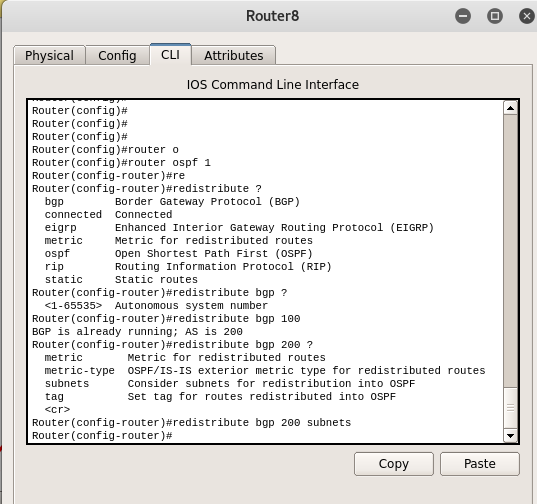 Router8
Physical
Config
CLI
Attributes
IOS Command Line Interface
Router(config)#
Router(config)#
Router(config)#
Router(config)#
Router(config)#router o
Router(config)#router ospf 1
Router(config-router)#re
Router(config-router)#redistribute ?
bgp Border Gateway Protocol (BGP)
connected Connected
eigrp Enhanced Interior Gateway Routing Protocol (EIGRP)
metric Metric for redistributed routes
ospf Open Shortest Path First (OSPF)
rip Routing Information Protocol (RIP)
static Static routes
Router(config-router)#redistribute bgp ?
<1-65535> Autonomous system number
Router(config-router)#redistribute bgp 100
BGP is already running; AS is 200
Router(config-router)#redistribute bgp 200 ?
metric Metric for redistributed routes
metric-type OSPF/IS-IS exterior metric type for redistributed routes
subnets Consider subnets for redistribution into OSPF
tag Set tag for routes redistributed into OSPF
<cr>
Router(config-router)#redistribute bgp 200 subnets
Router(config-router)#
Copy
Paste